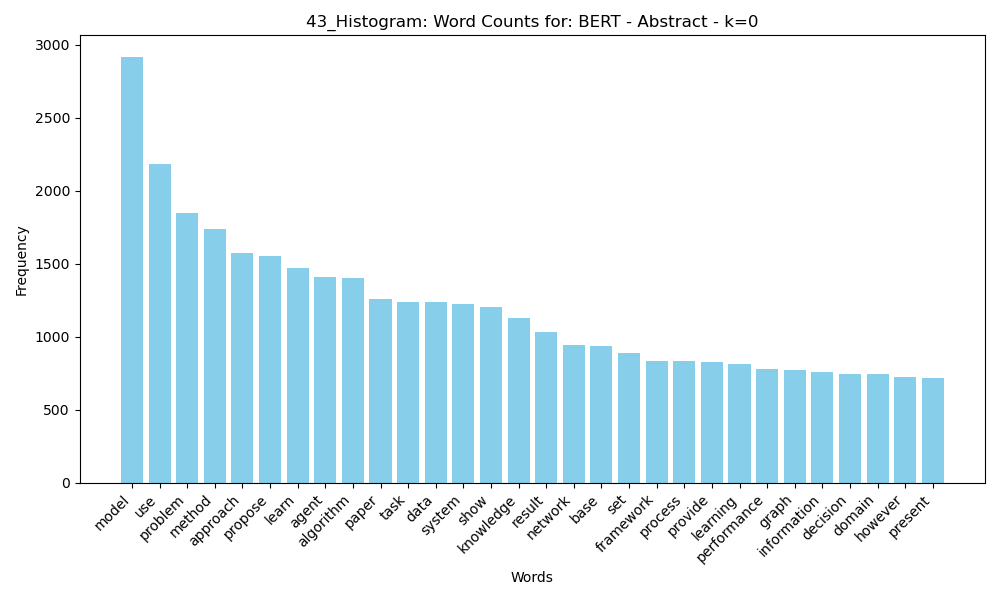 43_Histogram: Word Counts for: BERT - Abstract - k=0
Frequency
3000
2500
2000
1500
1000
500
0
model
use
problem
method
approach
propose
learn
agent
algorithm
paper
task
data
system
show
knowledge
result
network
base
set
framework
process
provide
learning
performance
graph
information
decision
domain
however
present
Words